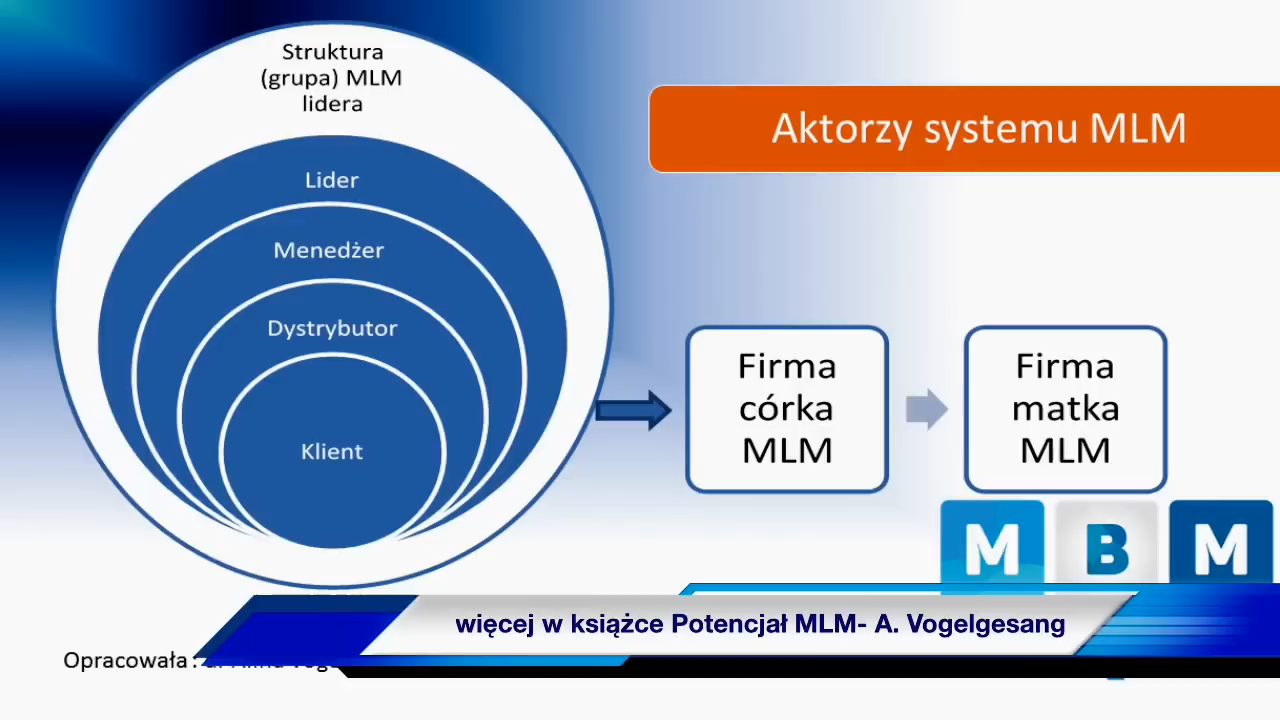 Struktura
(grupa) MLM
lidera
Lider
Menedżer
Dystrybutor
Klient
Aktorzy systemu MLM
Firma
córka
MLM
Firma
matka
MLM
M B M
więcej w książce Potencjał MLM- A. Vogelgesang
Opracowała: